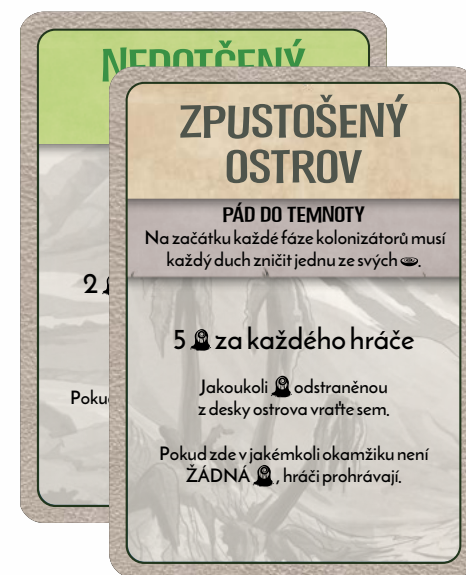 NEDOTČENÝ
2
ZPUSTOŠENÝ
OSTROV
PÁD DO TEMNOTY
Na začátku každé fáze kolonizátorů musí
každý duch zničit jednu ze svých .
5 za každého hráče
Jakoukoli odstraněnou
z desky ostrova vraťte sem.
Pokud zde v jakémkoli okamžiku není
ŽÁDNÁ , hráči prohrávají.